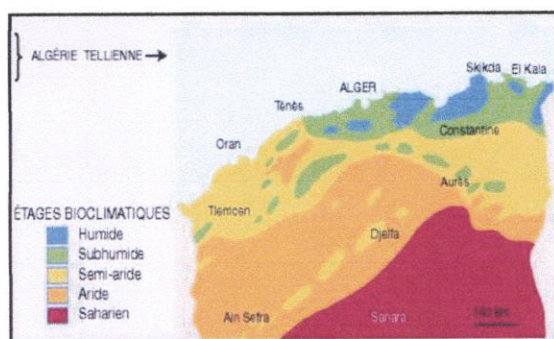 ALGÉRIE TELLIENNE
Skikda El Kala
ALGER
Ténès
Constantine
Oran
Aurès
Tlemcen
ÉTAGES BIOCLIMATIQUES
Humide
Djelfa
Subhumide
Semi-aride
Aride
Saharien
Ain Sefra
Sahara